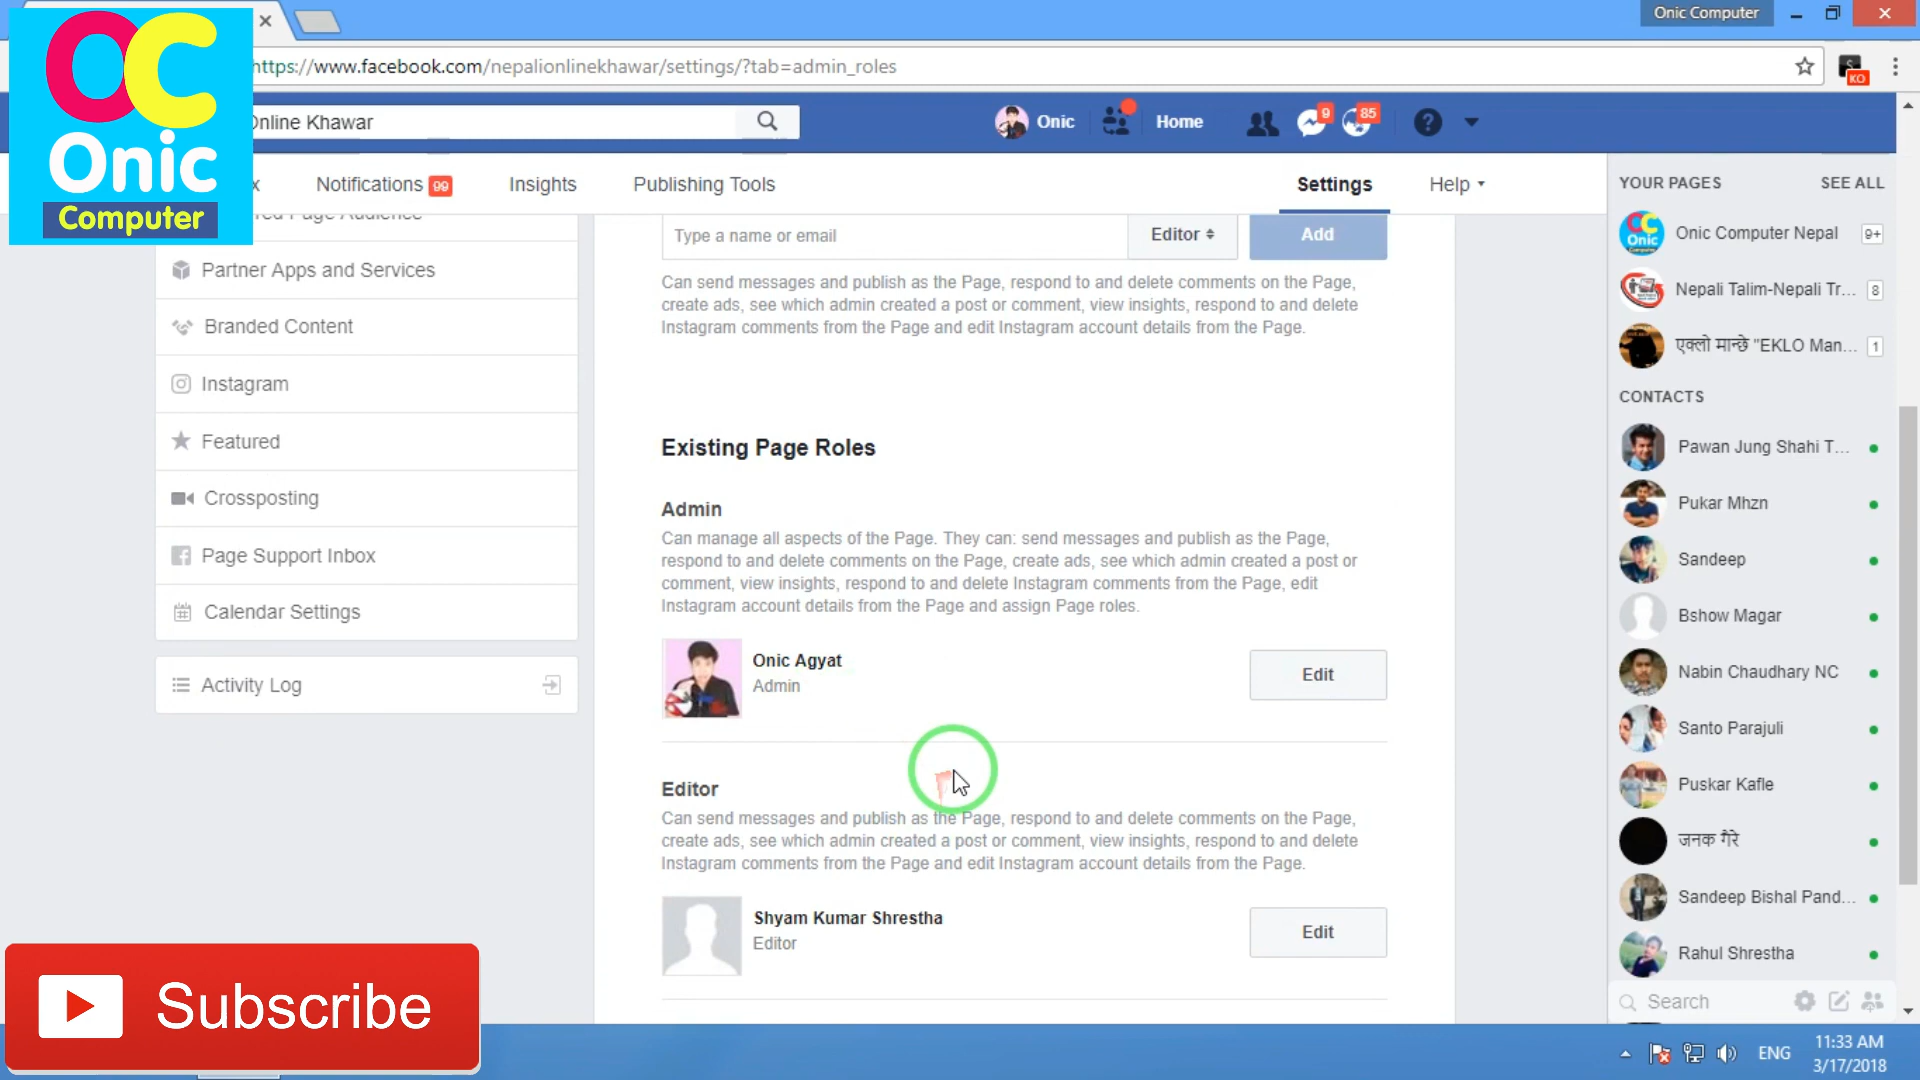 Onic Computer
https://www.facebook.com/nepalionlinekhawar/settings/?tab=admin_roles
KO
OC
Onic
Computer
Online Khawar
Onic
Home
9
85
Notifications 99
Insights
Publishing Tools
Settings
Help
Partner Apps and Services
Branded Content
Instagram
Featured
Crossposting
Page Support Inbox
Calendar Settings
Activity Log
Type a name or email
Editor
Add
Can send messages and publish as the Page, respond to and delete comments on the Page,
create ads, see which admin created a post or comment, view insights, respond to and delete
Instagram comments from the Page and edit Instagram account details from the Page.
Existing Page Roles
Admin
Can manage all aspects of the Page. They can: send messages and publish as the Page,
respond to and delete comments on the Page, create ads, see which admin created a post or
comment, view insights, respond to and delete Instagram comments from the Page, edit
Instagram account details from the Page and assign Page roles.
Onic Agyat
Admin
Edit
Editor
Can send messages and publish as the Page, respond to and delete comments on the Page,
create ads, see which admin created a post or comment, view insights, respond to and delete
Instagram comments from the Page and edit Instagram account details from the Page.
Shyam Kumar Shrestha
Editor
Edit
YOUR PAGES
SEE ALL
Onic Computer Nepal 9+
Nepali Talim-Nepali Tr... 8
एक्लो मान्छे "EKLO Man... 1
CONTACTS
Pawan Jung Shahi T...
Pukar Mhzn
Sandeep
Bshow Magar
Nabin Chaudhary NC
Santo Parajuli
Puskar Kafle
जनक गैरे
Sandeep Bishal Pand...
Rahul Shrestha
Search
Subscribe
ENG
11:33 AM
3/17/2018